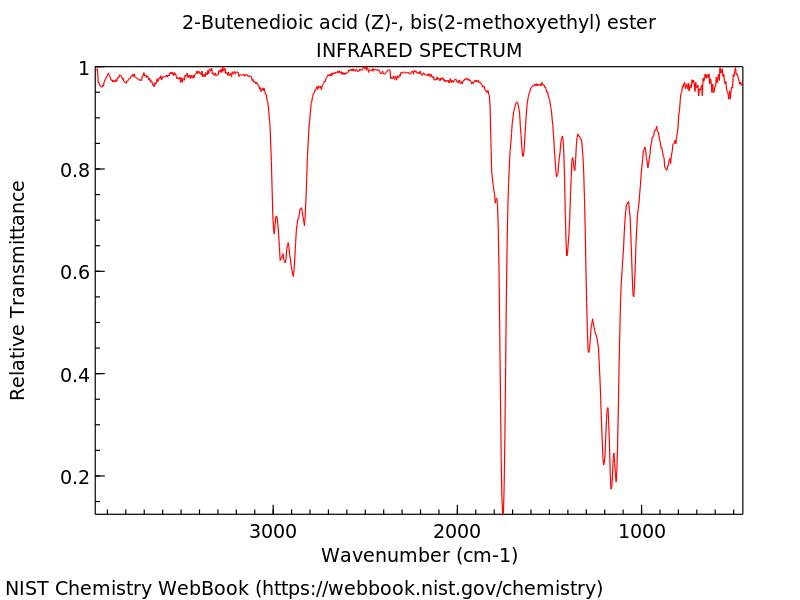 2-Butenedioic acid (Z)-, bis(2-methoxyethyl) ester
INFRARED SPECTRUM
1
0.8
0.6
0.4
0.2
Relative Transmittance
3000 2000 1000
Wavenumber (cm-1)
NIST Chemistry WebBook (https://webbook.nist.gov/chemistry)